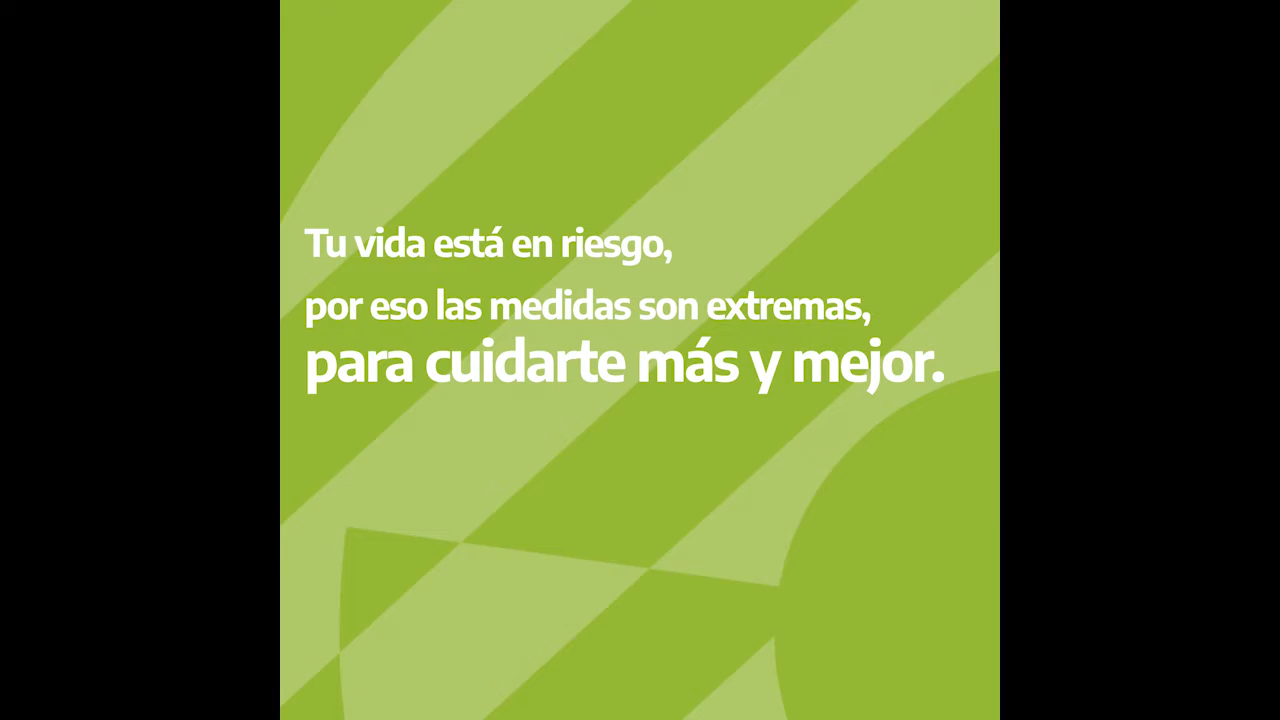 Tu vida está en riesgo,
por eso las medidas son extremas,
para cuidarte más y mejor.